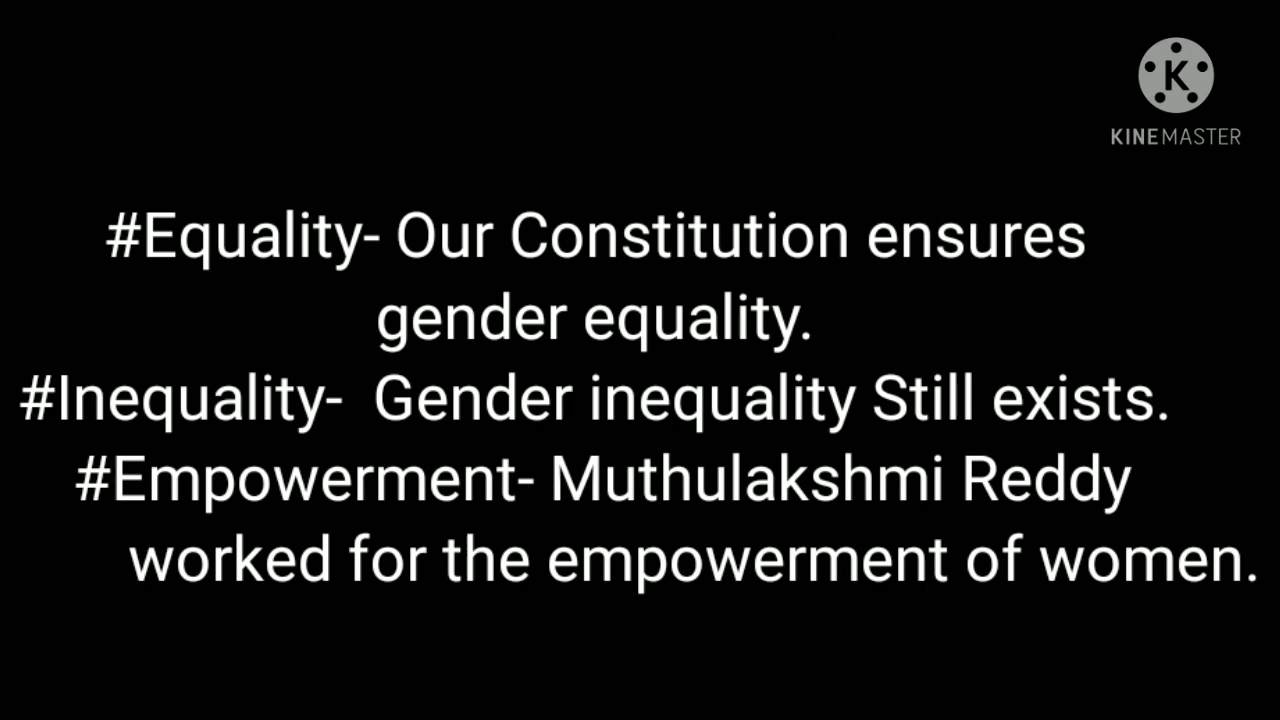 K
KINEMASTER
#Equality- Our Constitution ensures
gender equality.
#Inequality-  Gender inequality Still exists.
#Empowerment- Muthulakshmi Reddy
worked for the empowerment of women.